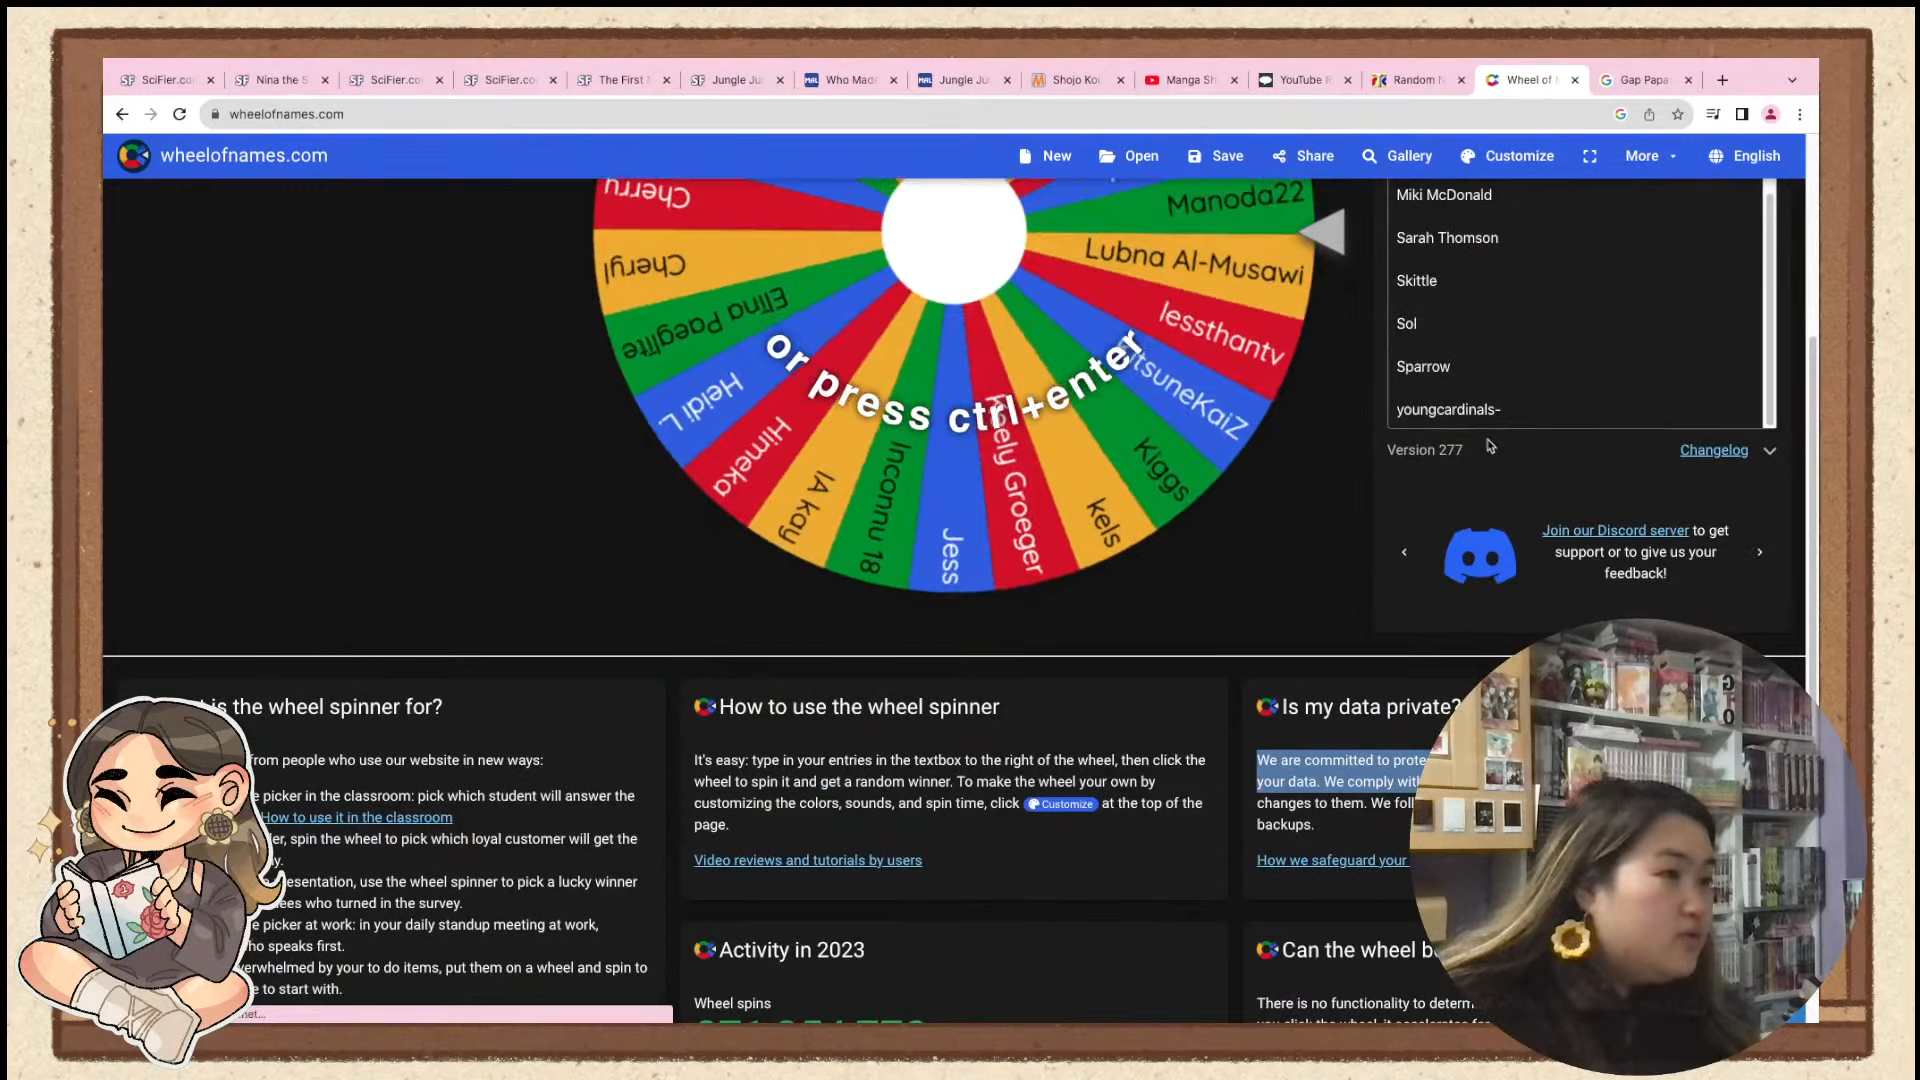 SciFier.co
Nina the S
SciFier.co
SciFier.co
The First
Jungle Ju
Who Made
Jungle Ju
Shojo Ko
Manga Sh
YouTube R
Random N
Wheel of
Gap Papa
wheelofnames.com
wheelofnames.com
New
Open
Save
Share
Gallery
Customize
More
English
Cherry
Cheryl
Elina Paeglite
Heidi L.
Himeka
IA kay
Inconnu 18
Jess
Keely Groeger
kels
Kiggs
KitsuneKaiZ
lessthantv
Lubna Al-Musawi
Manoda22
or press ctrl+enter
Miki McDonald
Sarah Thomson
Skittle
Sol
Sparrow
youngcardinals-
Version 277
Changelog
Join our Discord server to get
support or to give us your
feedback!
is the wheel spinner for?
from people who use our website in new ways:
e picker in the classroom: pick which student will answer the
How to use it in the classroom
er, spin the wheel to pick which loyal customer will get the
presentation, use the wheel spinner to pick a lucky winner
ees who turned in the survey.
e picker at work: in your daily standup meeting at work,
ho speaks first.
verwhelmed by your to do items, put them on a wheel and spin to
e to start with.
How to use the wheel spinner
It's easy: type in your entries in the textbox to the right of the wheel, then click the
wheel to spin it and get a random winner. To make the wheel your own by
customizing the colors, sounds, and spin time, click Customize at the top of the
page.
Video reviews and tutorials by users
Activity in 2023
Wheel spins
Is my data private?
We are committed to prote
your data. We comply with
changes to them. We foll
backups.
How we safeguard your
Can the wheel b
There is no functionality to determ